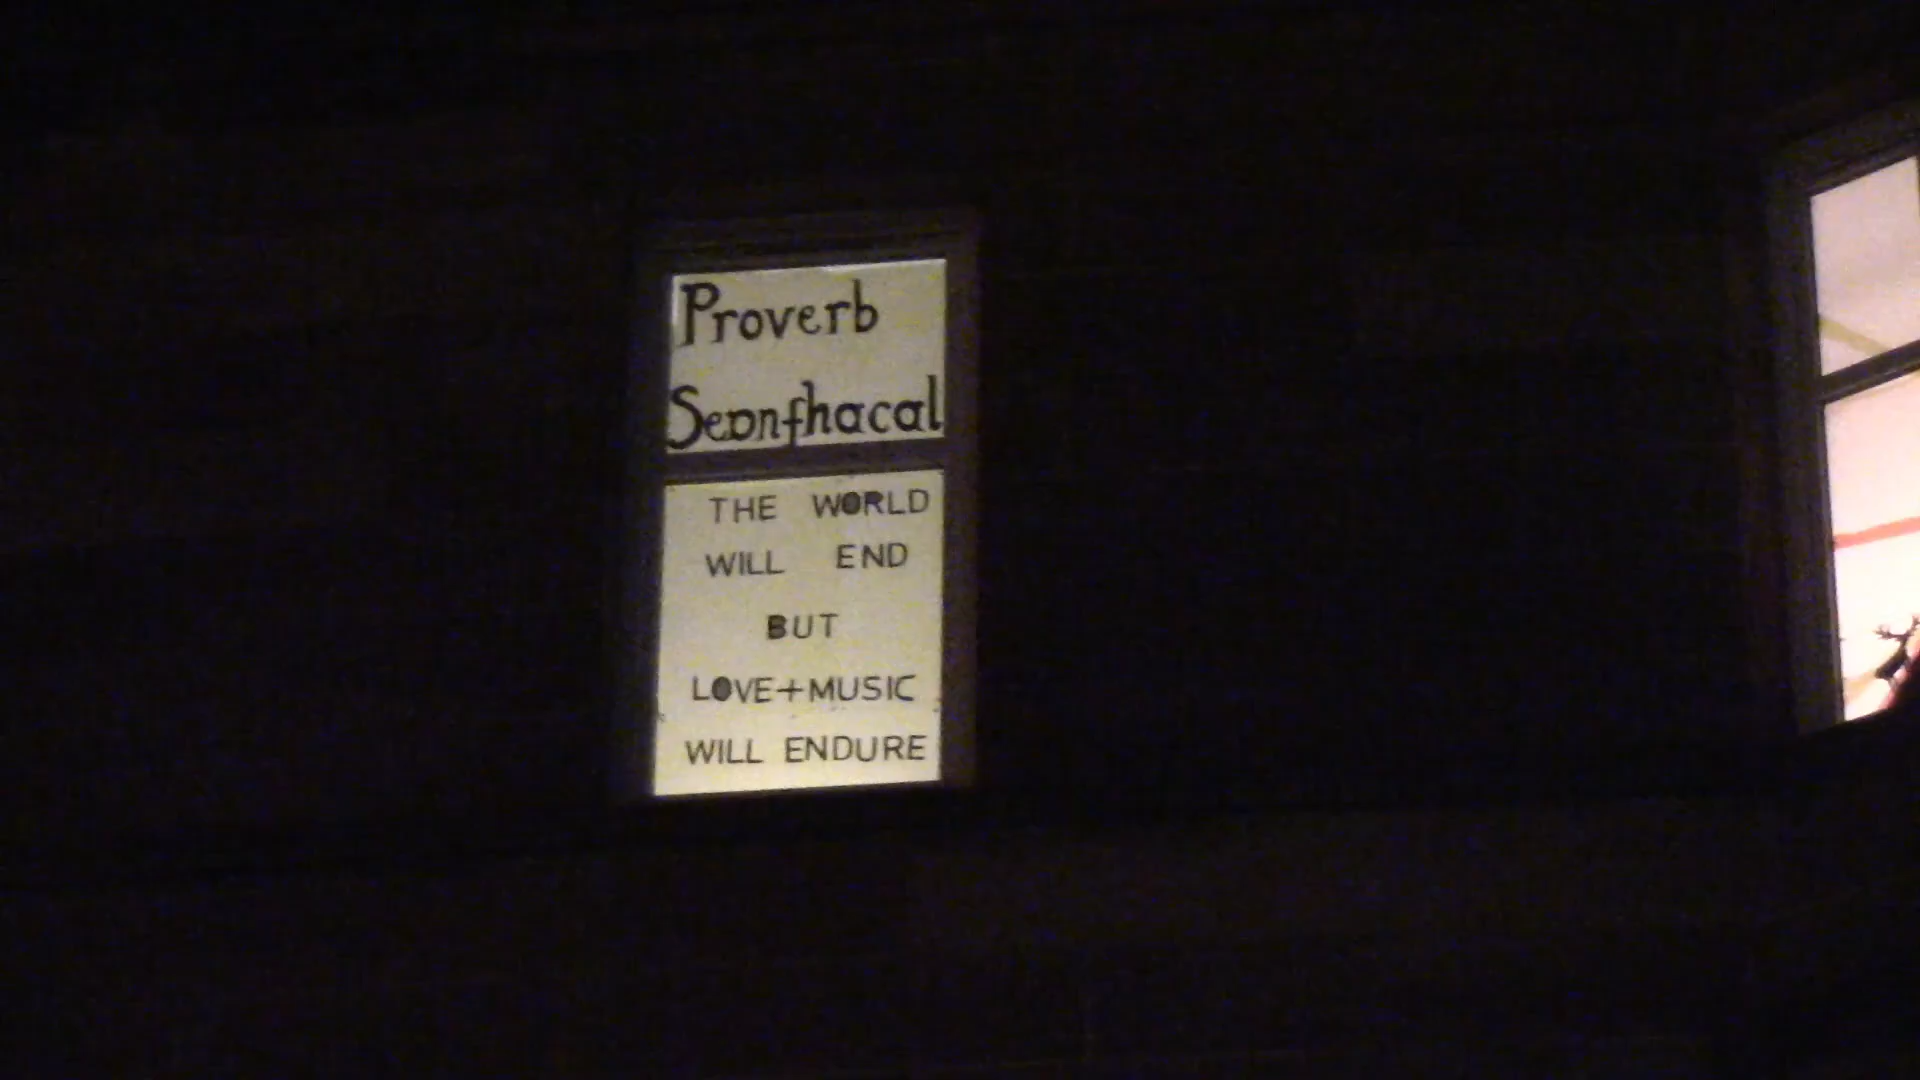 Proverb
Seanfhacal
THE WORLD
WILL END
BUT
LOVE+MUSIC
WILL ENDURE